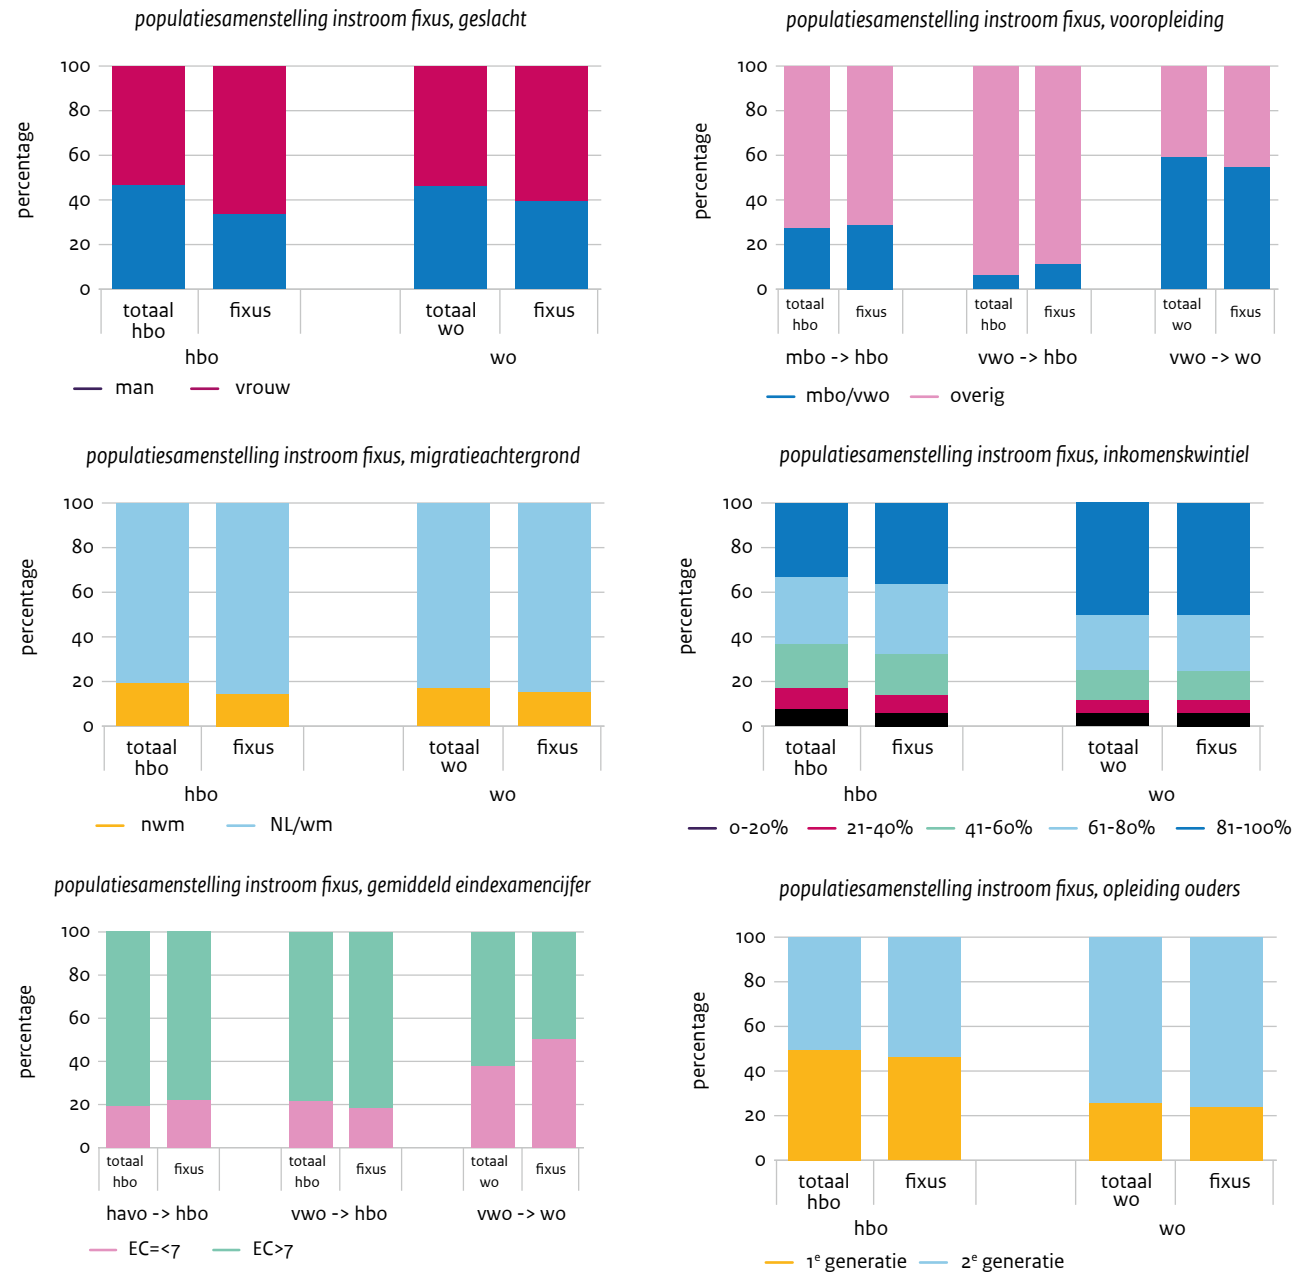 populatiesamenstelling instroom fixus, geslacht
percentage
100
80
60
40
20
0
totaal
hbo
fixus
totaal
wo
fixus
hbo
wo
man vrouw
populatiesamenstelling instroom fixus, vooropleiding
percentage
100
80
60
40
20
0
totaal
hbo
fixus
totaal
hbo
fixus
totaal
wo
fixus
mbo -> hbo
vwo -> hbo
vwo -> wo
mbo/vwo overig
populatiesamenstelling instroom fixus, migratieachtergrond
percentage
100
80
60
40
20
0
totaal
hbo
fixus
totaal
wo
fixus
hbo
wo
nwm NL/wm
populatiesamenstelling instroom fixus, inkomenskwintiel
percentage
100
80
60
40
20
0
totaal
hbo
fixus
totaal
wo
fixus
hbo
wo
0-20% 21-40% 41-60% 61-80% 81-100%
populatiesamenstelling instroom fixus, gemiddeld eindexamencijfer
percentage
100
80
60
40
20
0
totaal
hbo
fixus
totaal
hbo
fixus
totaal
wo
fixus
havo -> hbo
vwo -> hbo
vwo -> wo
EC=<7 EC>7
populatiesamenstelling instroom fixus, opleiding ouders
percentage
100
80
60
40
20
0
totaal
hbo
fixus
totaal
wo
fixus
hbo
wo
1e generatie 2e generatie